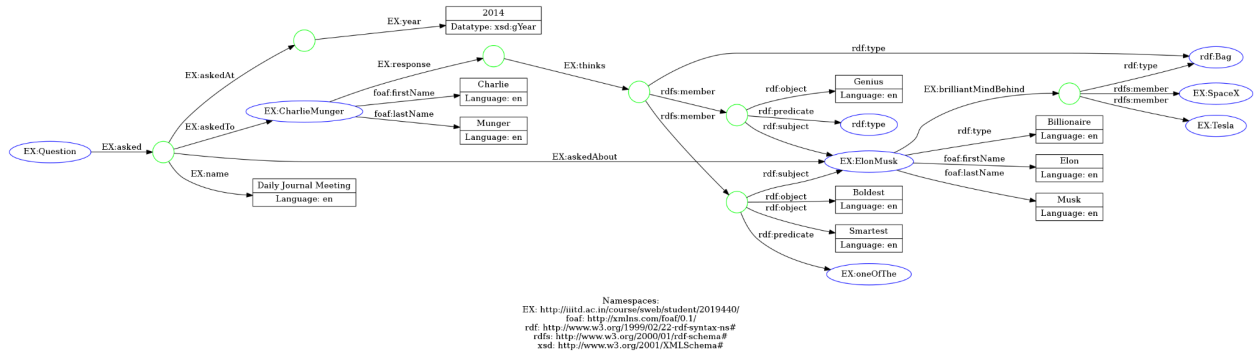 2014
Datatype: xsd:gYear
EX:year
rdf:type
rdf:Bag
EX:response
EX:thinks
rdf:type
EX:askedAt
Charlie
Language: en
rdfs:member
rdf:object
Genius
Language: en
EX:brilliantMindBehind
rdfs:member
EX:SpaceX
foaf:firstName
rdfs:member
EX:CharlieMunger
foaf:lastName
rdfs:member
rdf:predicate
rdf:type
Billionaire
Language: en
EX:Tesla
EX:askedTo
Munger
Language: en
rdf:subject
rdf:type
EX:Question
EX:asked
EX:askedAbout
EX:ElonMusk
foaf:firstName
Elon
Language: en
EX:name
rdf:subject
foaf:lastName
Daily Journal Meeting
Language: en
rdf:object
Boldest
Language: en
Musk
Language: en
rdf:object
Smartest
Language: en
rdf:predicate
EX:oneOfThe
Namespaces:
EX: http://iiitd.ac.in/course/sweb/student/2019440/
foaf: http://xmlns.com/foaf/0.1/
rdf: http://www.w3.org/1999/02/22-rdf-syntax-ns#
rdfs: http://www.w3.org/2000/01/rdf-schema#
xsd: http://www.w3.org/2001/XMLSchema#